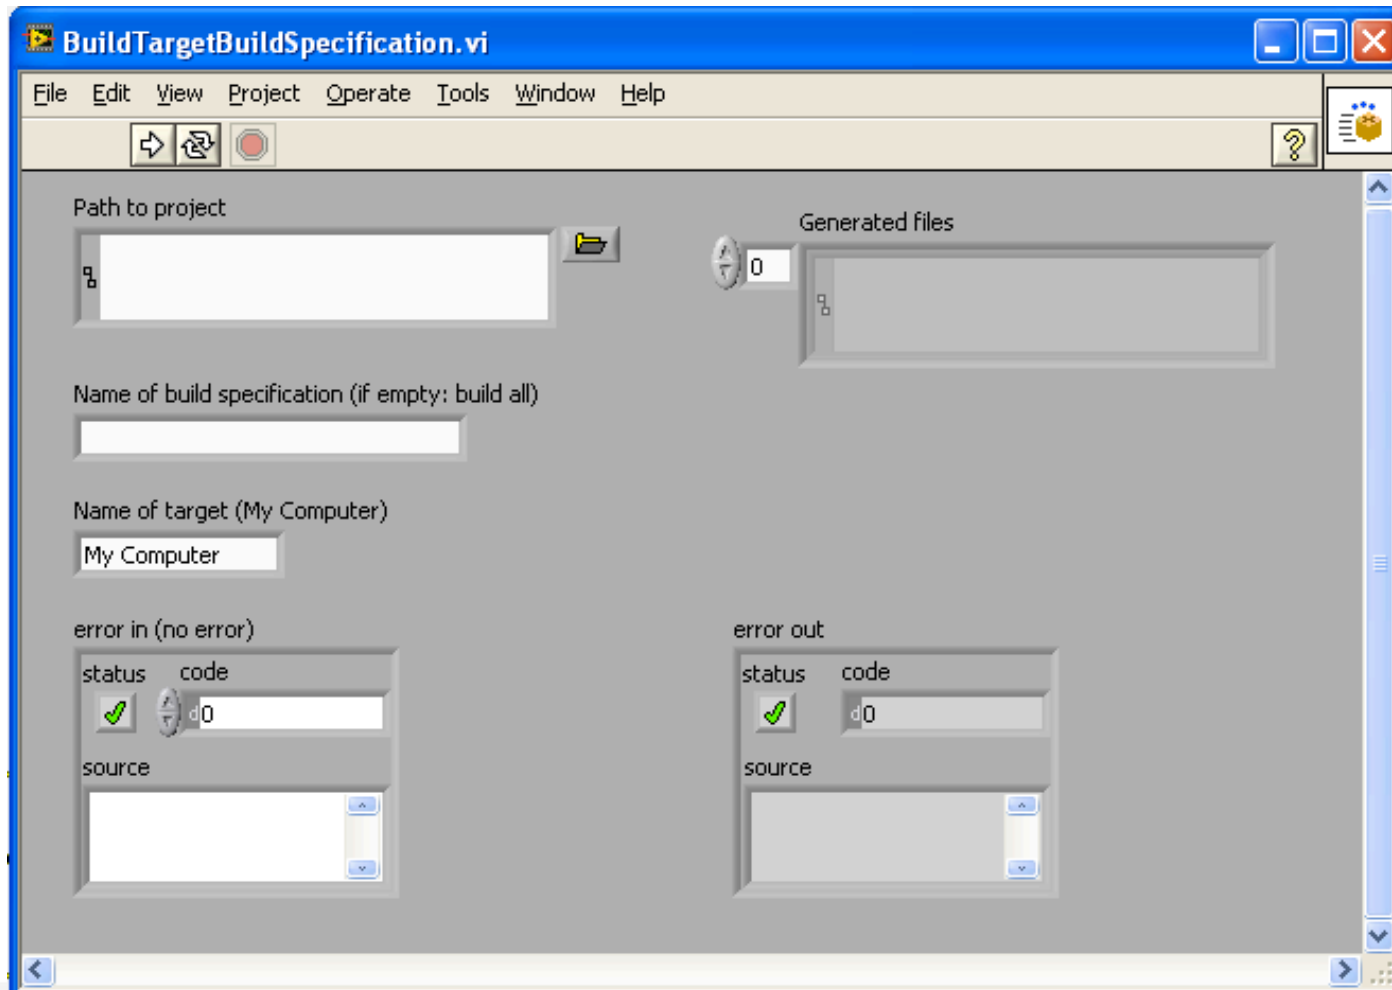 BuildTargetBuildSpecification.vi
File Edit View Project Operate Tools Window Help
Path to project
Generated files
0
Name of build specification (if empty: build all)
Name of target (My Computer)
My Computer
error in (no error)
status code
d0
source
error out
status code
d0
source